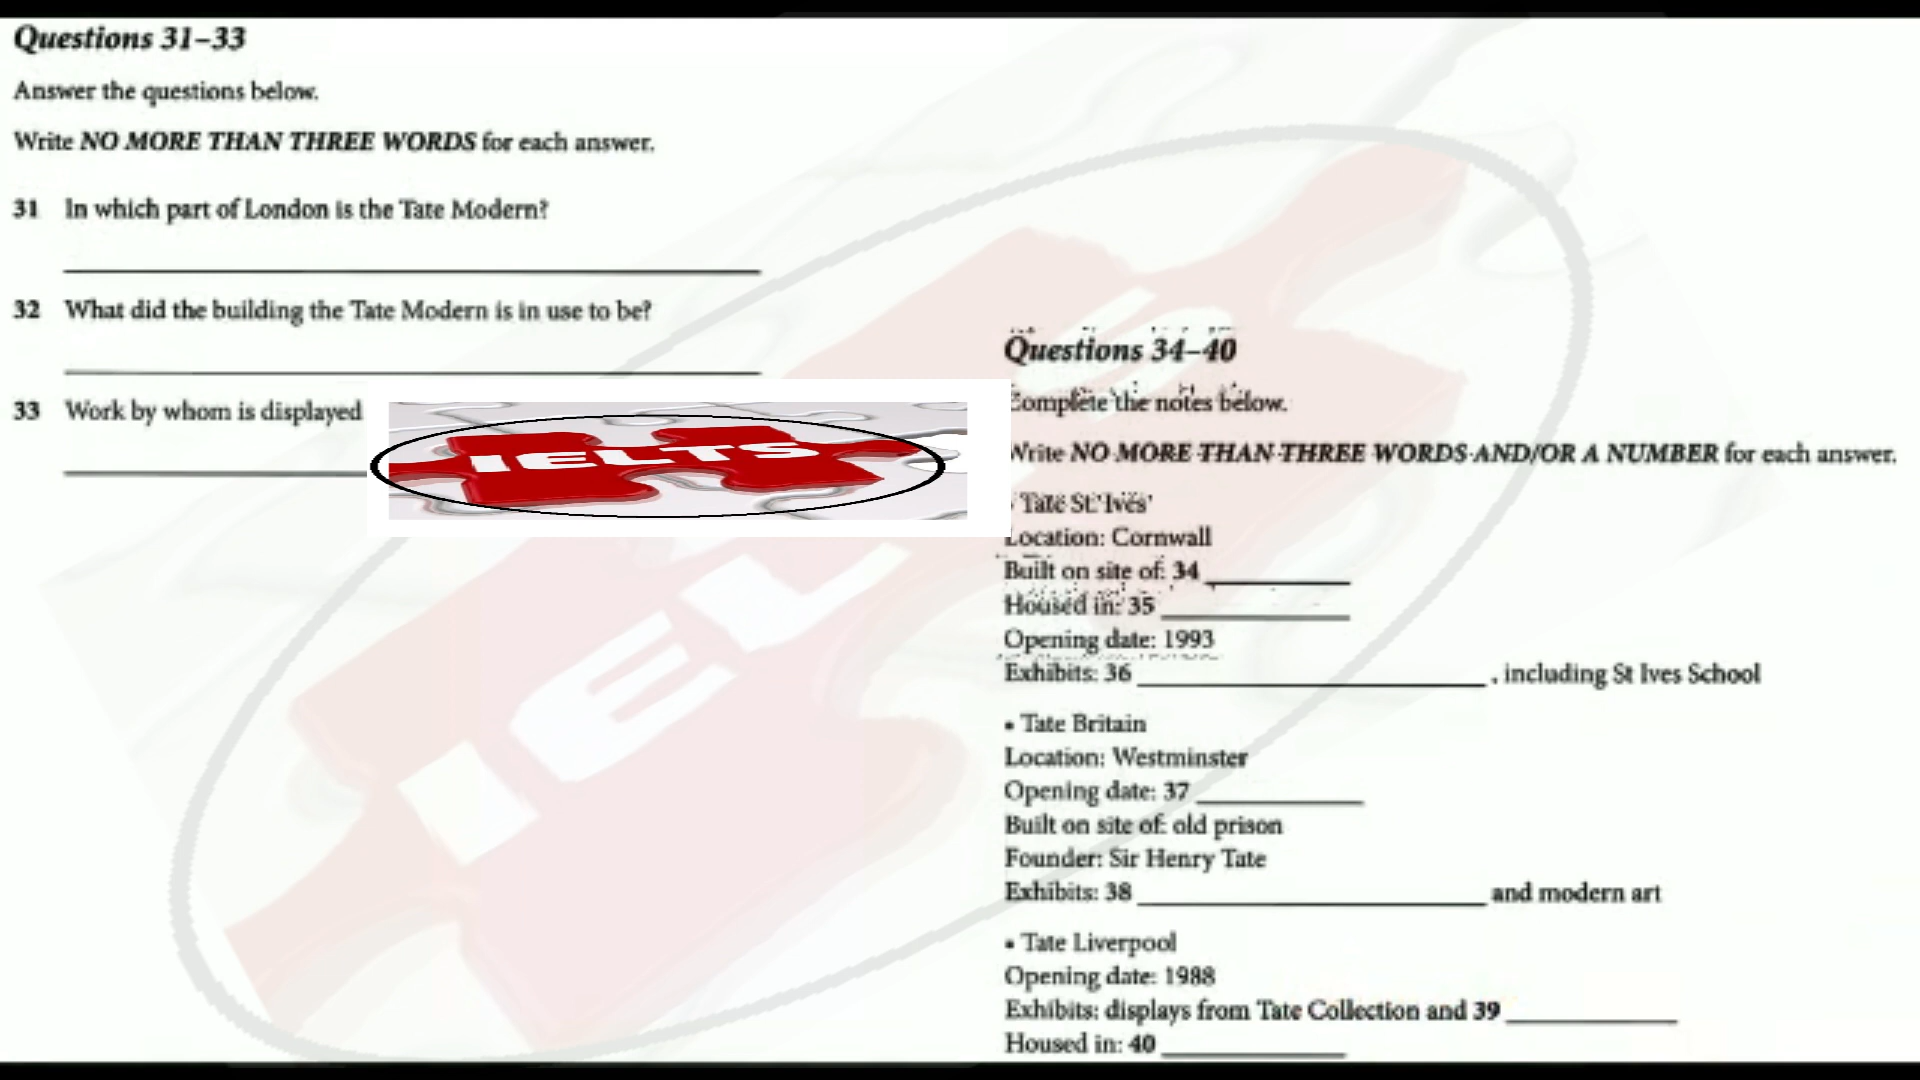 Questions 31–33
Answer the questions below.
Write NO MORE THAN THREE WORDS for each answer.
31 In which part of London is the Tate Modern?
32 What did the building the Tate Modern is in use to be?
33 Work by whom is displayed
IELTS
Questions 34–40
Complete the notes below.
Write NO MORE THAN THREE WORDS AND/OR A NUMBER for each answer.
• Tate St Ives
Location: Cornwall
Built on site of: 34
Housed in: 35
Opening date: 1993
Exhibits: 36 , including St Ives School
• Tate Britain
Location: Westminster
Opening date: 37
Built on site of: old prison
Founder: Sir Henry Tate
Exhibits: 38 and modern art
• Tate Liverpool
Opening date: 1988
Exhibits: displays from Tate Collection and 39
Housed in: 40
IELTS